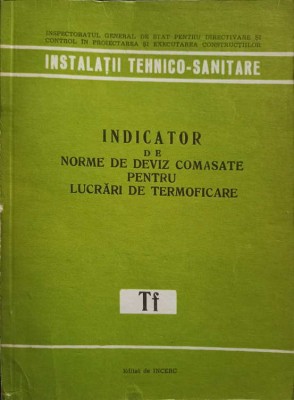 INSPECTORATUL GENERAL DE STAT PENTRU DIRECTIVARE ȘI
CONTROL ÎN PROIECTAREA ȘI EXECUTAREA CONSTRUCȚIILOR
INSTALAȚII TEHNICO-SANITARE
INDICATOR
DE
NORME DE DEVIZ COMASATE
PENTRU
LUCRĂRI DE TERMOFICARE
Tf
Editat de INCERC